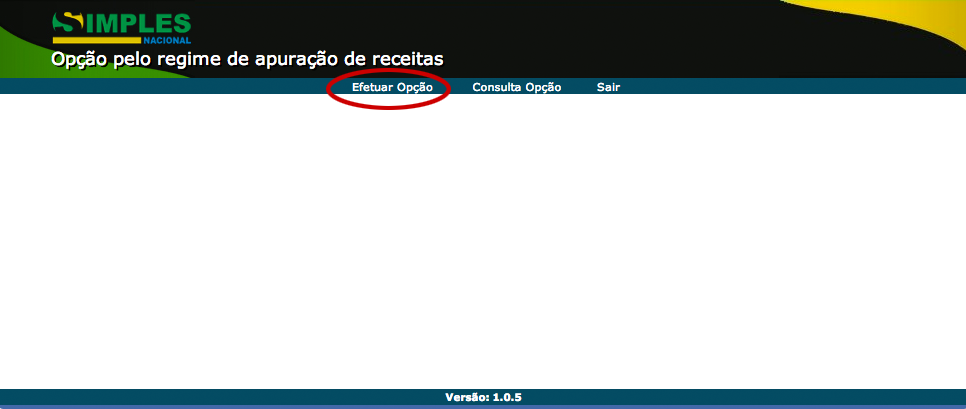 SIMPLES
NACIONAL
Opção pelo regime de apuração de receitas
Efetuar Opção Consulta Opção Sair
Versão: 1.0.5